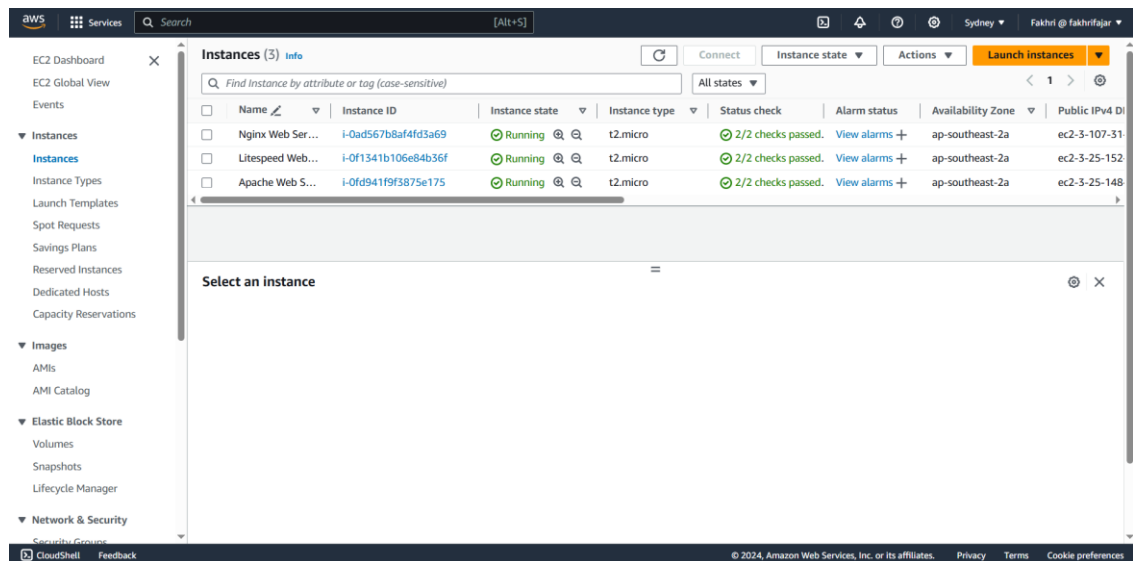 aws Services Search [Alt+S] Sydney ▼ Fakhri @ fakhrifajar ▼
EC2 Dashboard
EC2 Global View
Events
▼ Instances
Instances
Instance Types
Launch Templates
Spot Requests
Savings Plans
Reserved Instances
Dedicated Hosts
Capacity Reservations
▼ Images
AMIs
AMI Catalog
▼ Elastic Block Store
Volumes
Snapshots
Lifecycle Manager
▼ Network & Security
Security Groups
Instances (3) Info Connect Instance state ▼ Actions ▼ Launch instances ▼
Find Instance by attribute or tag (case-sensitive) All states ▼ < 1 >
Name Instance ID Instance state Instance type Status check Alarm status Availability Zone Public IPv4 D
Nginx Web Ser... i-0ad567b8af4fd3a69 Running t2.micro 2/2 checks passed. View alarms + ap-southeast-2a ec2-3-107-31
Litespeed Web... i-0f1341b106e84b36f Running t2.micro 2/2 checks passed. View alarms + ap-southeast-2a ec2-3-25-152
Apache Web S... i-0fd941f9f3875e175 Running t2.micro 2/2 checks passed. View alarms + ap-southeast-2a ec2-3-25-148
Select an instance
CloudShell Feedback © 2024, Amazon Web Services, Inc. or its affiliates. Privacy Terms Cookie preferences